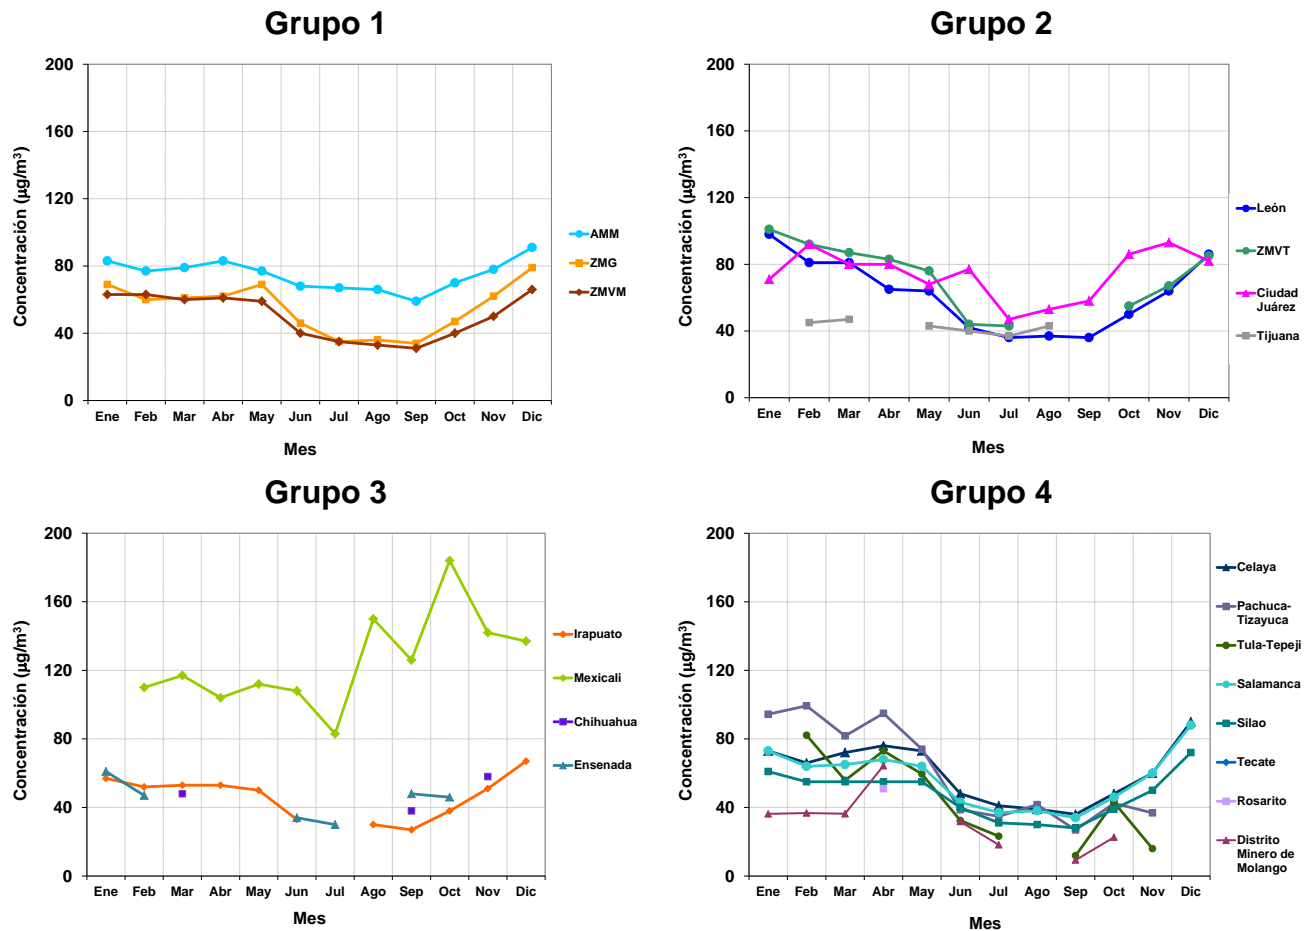 Grupo 1
200
160
120
80
40
0
Concentración (µg/m³)
Ene Feb Mar Abr May Jun Jul Ago Sep Oct Nov Dic
Mes
AMM
ZMG
ZMVM
Grupo 2
200
160
120
80
40
0
Concentración (µg/m³)
Ene Feb Mar Abr May Jun Jul Ago Sep Oct Nov Dic
Mes
León
ZMVT
Ciudad
Juárez
Tijuana
Grupo 3
200
160
120
80
40
0
Concentración (µg/m³)
Ene Feb Mar Abr May Jun Jul Ago Sep Oct Nov Dic
Mes
Irapuato
Mexicali
Chihuahua
Ensenada
Grupo 4
200
160
120
80
40
0
Concentración (µg/m³)
Ene Feb Mar Abr May Jun Jul Ago Sep Oct Nov Dic
Mes
Celaya
Pachuca-
Tizayuca
Tula-Tepeji
Salamanca
Silao
Tecate
Rosarito
Distrito
Minero de
Molango